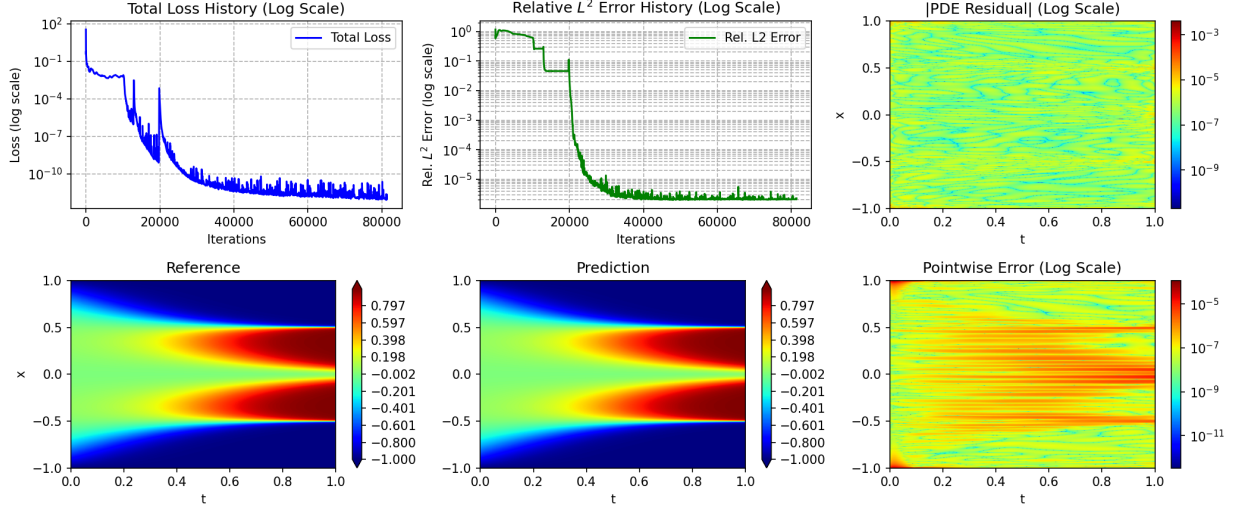 Total Loss History (Log Scale)
Loss (log scale)
10²
10⁻¹
10⁻⁴
10⁻⁷
10⁻¹⁰
Total Loss
0 20000 40000 60000 80000
Iterations
Relative L² Error History (Log Scale)
Rel. L² Error (log scale)
10⁰
10⁻¹
10⁻²
10⁻³
10⁻⁴
10⁻⁵
Rel. L2 Error
0 20000 40000 60000 80000
Iterations
|PDE Residual| (Log Scale)
x
1.0
0.5
0.0
−0.5
−1.0
0.0 0.2 0.4 0.6 0.8 1.0
t
10⁻³
10⁻⁵
10⁻⁷
10⁻⁹
Reference
x
1.0
0.5
0.0
−0.5
−1.0
0.0 0.2 0.4 0.6 0.8 1.0
t
0.797
0.597
0.398
0.198
−0.002
−0.201
−0.401
−0.601
−0.800
−1.000
Prediction
1.0
0.5
0.0
−0.5
−1.0
0.0 0.2 0.4 0.6 0.8 1.0
t
0.797
0.597
0.398
0.198
−0.002
−0.201
−0.401
−0.601
−0.800
−1.000
Pointwise Error (Log Scale)
1.0
0.5
0.0
−0.5
−1.0
0.0 0.2 0.4 0.6 0.8 1.0
t
10⁻⁵
10⁻⁷
10⁻⁹
10⁻¹¹